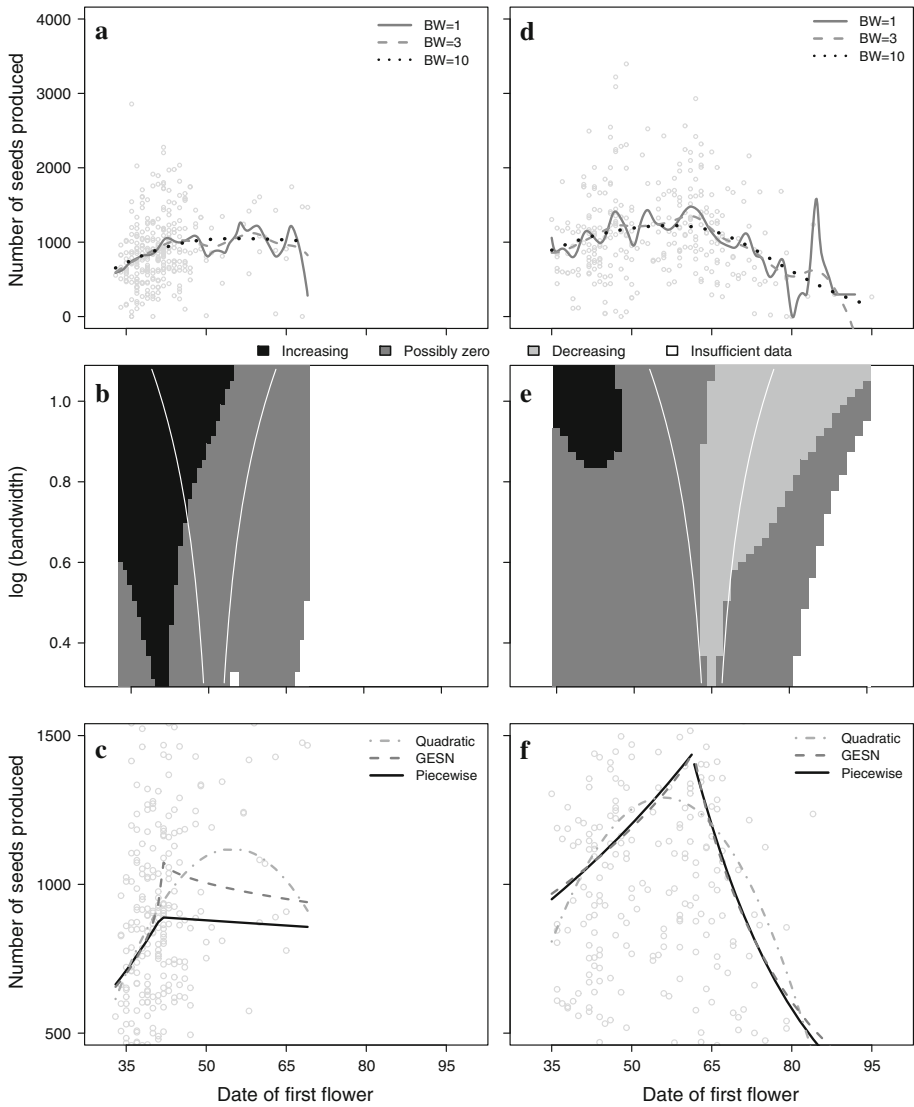 a
BW=1
BW=3
BW=10
Number of seeds produced
4000
3000
2000
1000
0
d
BW=1
BW=3
BW=10
Increasing
Possibly zero
Decreasing
Insufficient data
b
log (bandwidth)
1.0
0.8
0.6
0.4
e
c
Quadratic
GESN
Piecewise
Number of seeds produced
1500
1000
500
35 50 65 95
Date of first flower
f
Quadratic
GESN
Piecewise
35 50 65 80 95
Date of first flower